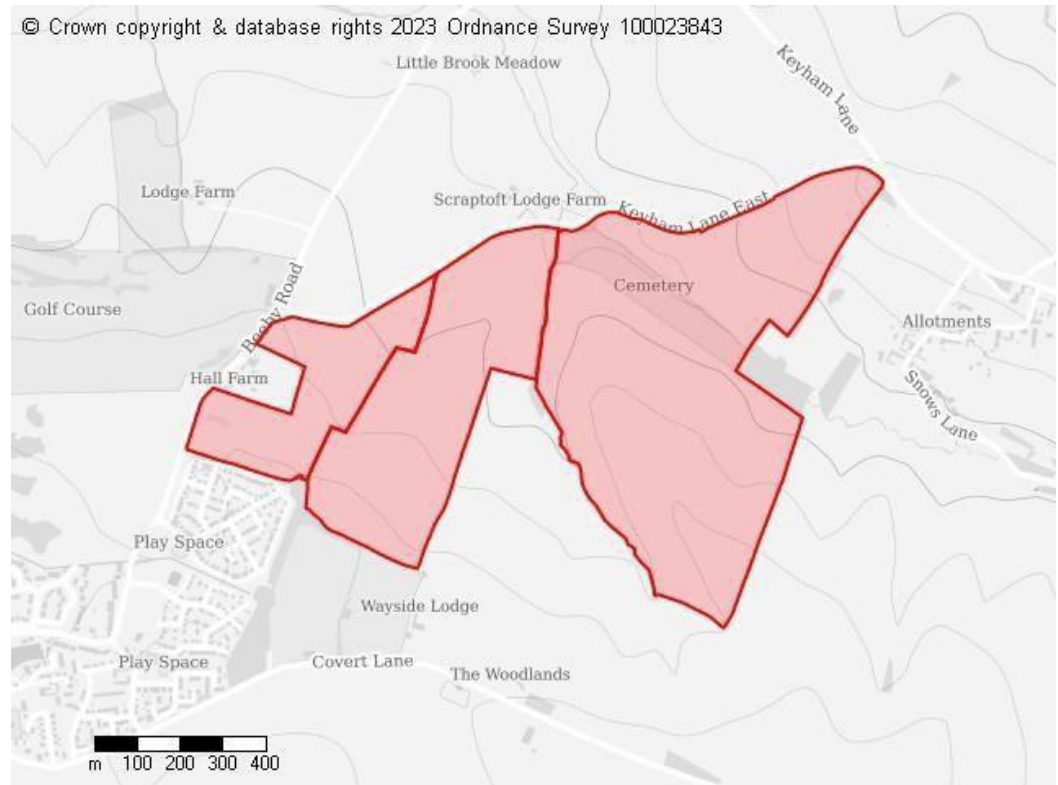 © Crown copyright & database rights 2023 Ordnance Survey 100023843
Little Brook Meadow
Keyham Lane
Lodge Farm
Scraptoft Lodge Farm
Keyham Lane East
Cemetery
Golf Course
Beeby Road
Allotments
Hall Farm
Snows Lane
Play Space
Wayside Lodge
Play Space
Covert Lane
The Woodlands
m 100 200 300 400